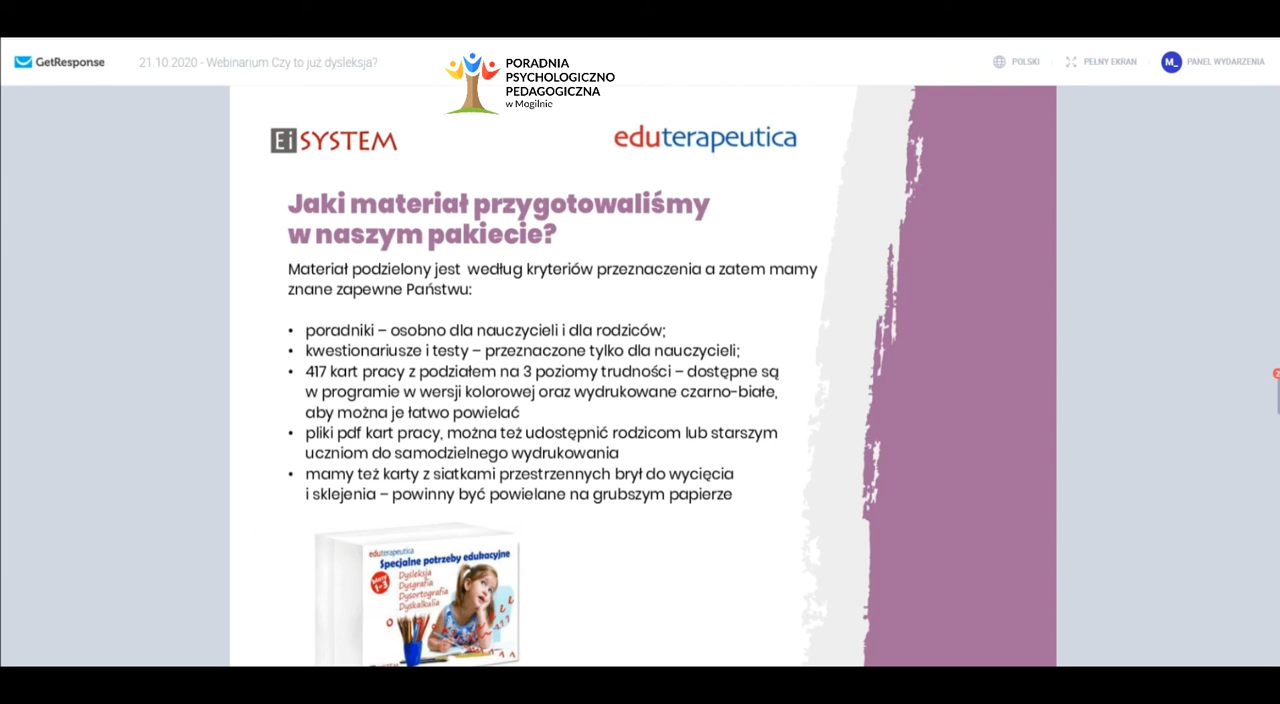 GetResponse
21.10.2020 - Webinarium Czy to już dysleksja?
PORADNIA
PSYCHOLOGICZNO
PEDAGOGICZNA
w Mogilnie
POLSKI
PEŁNY EKRAN
M_
PANEL WYDARZENIA
Ei SYSTEM
eduterapeutica
Jaki materiał przygotowaliśmy
w naszym pakiecie?
Materiał podzielony jest według kryteriów przeznaczenia a zatem mamy
znane zapewne Państwu:
• poradniki – osobno dla nauczycieli i dla rodziców;
• kwestionariusze i testy – przeznaczone tylko dla nauczycieli;
• 417 kart pracy z podziałem na 3 poziomy trudności – dostępne są
w programie w wersji kolorowej oraz wydrukowane czarno-białe,
aby można je łatwo powielać
• pliki pdf kart pracy, można też udostępnić rodzicom lub starszym
uczniom do samodzielnego wydrukowania
• mamy też karty z siatkami przestrzennych brył do wycięcia
i sklejenia – powinny być powielane na grubszym papierze
eduterapeutica
Specjalne potrzeby edukacyjne
1-3
Dysleksja
Dysgrafia
Dysortografia
Dyskalkulia